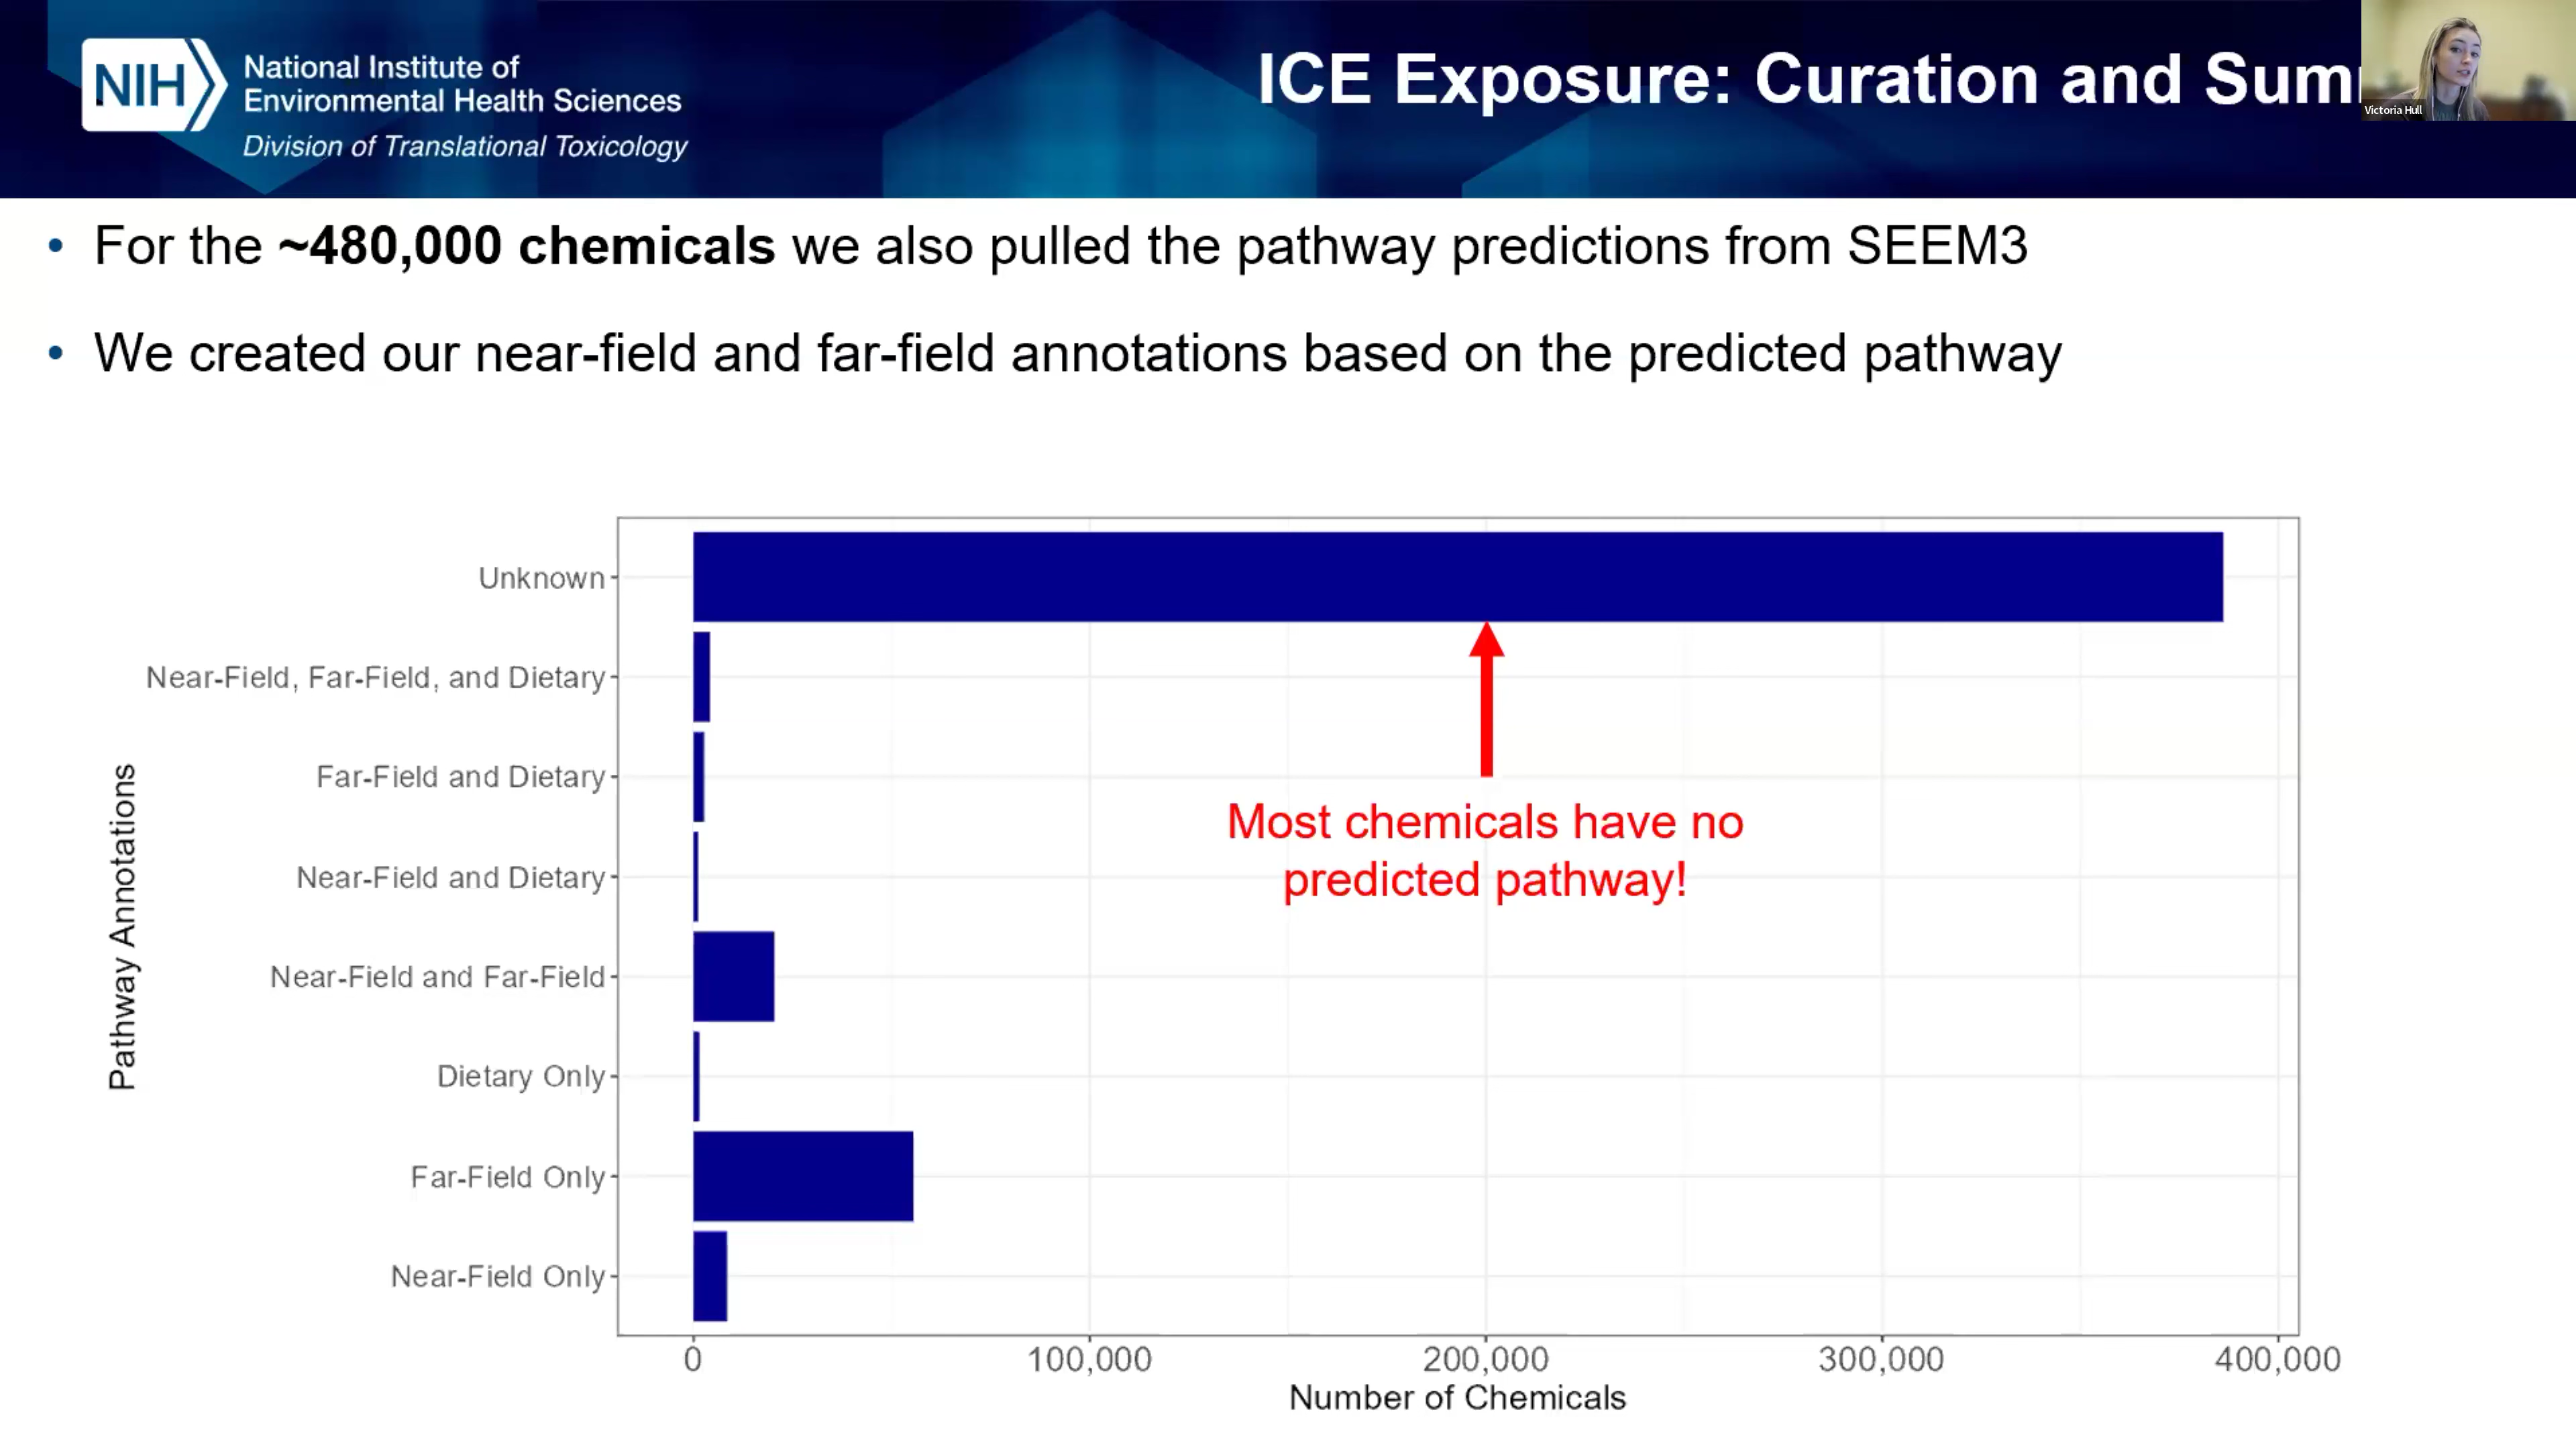 NIH
National Institute of
Environmental Health Sciences
Division of Translational Toxicology
ICE Exposure: Curation and Sum
Victoria Hull
• For the ~480,000 chemicals we also pulled the pathway predictions from SEEM3
• We created our near-field and far-field annotations based on the predicted pathway
Pathway Annotations
Unknown
Near-Field, Far-Field, and Dietary
Far-Field and Dietary
Near-Field and Dietary
Near-Field and Far-Field
Dietary Only
Far-Field Only
Near-Field Only
Most chemicals have no
predicted pathway!
0 100,000 200,000 300,000 400,000
Number of Chemicals